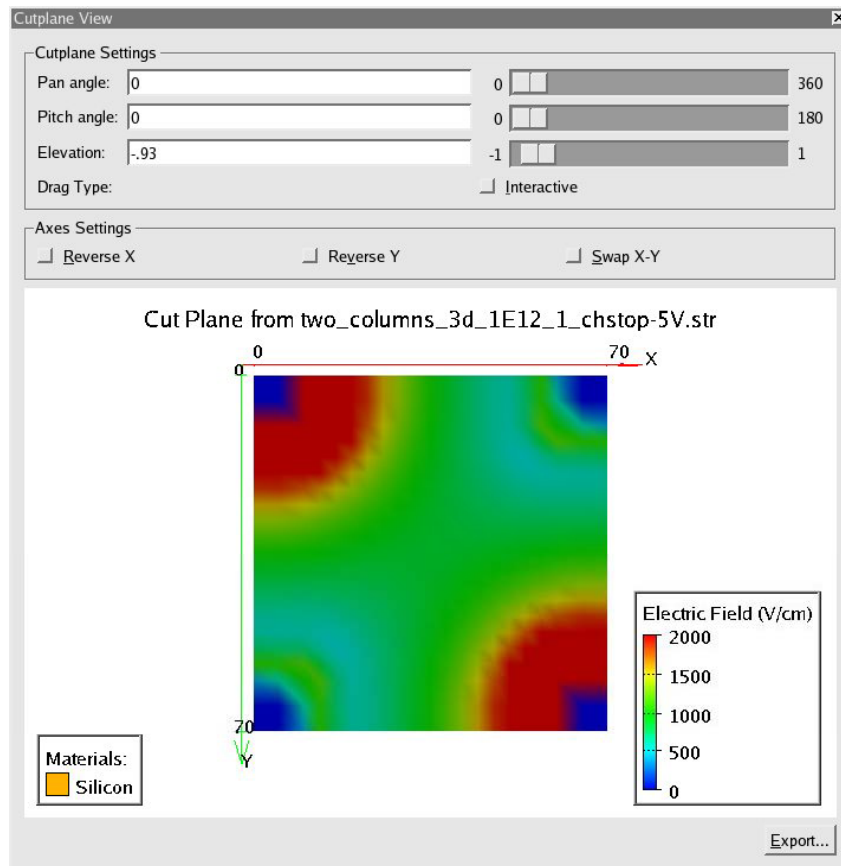 Cutplane View
Cutplane Settings
Pan angle: 0 0 360
Pitch angle: 0 0 180
Elevation: -.93 -1 1
Drag Type: Interactive
Axes Settings
Reverse X Reverse Y Swap X-Y
Cut Plane from two_columns_3d_1E12_1_chstop-5V.str
0 70 X
0
70
Y
Electric Field (V/cm)
2000
1500
1000
500
0
Materials:
Silicon
Export...